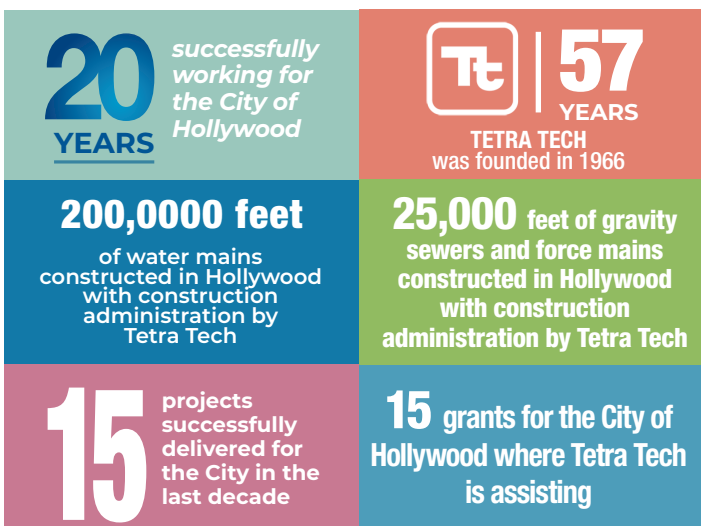 20
YEARS
successfully
working for
the City of
Hollywood
Tt
57
YEARS
TETRA TECH
was founded in 1966
200,0000 feet
of water mains
constructed in Hollywood
with construction
administration by
Tetra Tech
25,000 feet of gravity
sewers and force mains
constructed in Hollywood
with construction
administration by Tetra Tech
15
projects
successfully
delivered for
the City in the
last decade
15 grants for the City of
Hollywood where Tetra Tech
is assisting